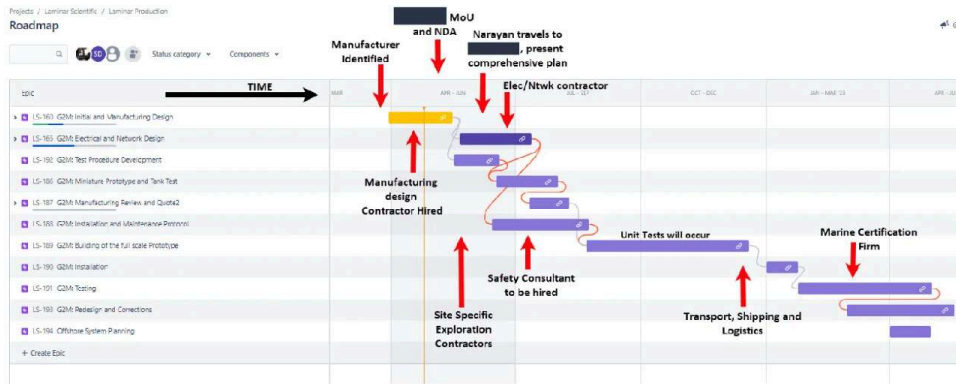 Projects / Laminar Scientific / Laminar Production
Roadmap
SD
Status category
Components
MoU
and NDA
Manufacturer
Identified
Narayan travels to
, present
comprehensive plan
Elec/Ntwk contractor
Epic
TIME
MAR
APR - JUN
JUL - SEP
OCT - DEC
JAN - MAR '23
LS-160 G2M: Initial and Manufacturing Design
LS-165 G2M: Electrical and Network Design
LS-192 G2M: Test Procedure Development
LS-186 G2M: Miniature Prototype and Tank Test
LS-187 G2M: Manufacturing Review and Quote2
LS-188 G2M: Installation and Maintenance Protocol
LS-189 G2M: Building of the full scale Prototype
LS-190 G2M: Installation
LS-191 G2M: Testing
LS-193 G2M: Redesign and Corrections
LS-194 Offshore System Planning
+ Create Epic
Manufacturing
design
Contractor Hired
Unit Tests will occur
Marine Certification
Firm
Safety Consultant
to be hired
Site Specific
Exploration
Contractors
Transport, Shipping and
Logistics